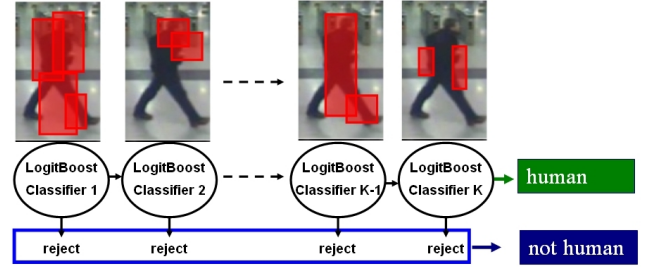 LogitBoost
Classifier 1
LogitBoost
Classifier 2
LogitBoost
Classifier K-1
LogitBoost
Classifier K
human
reject
reject
reject
reject
not human